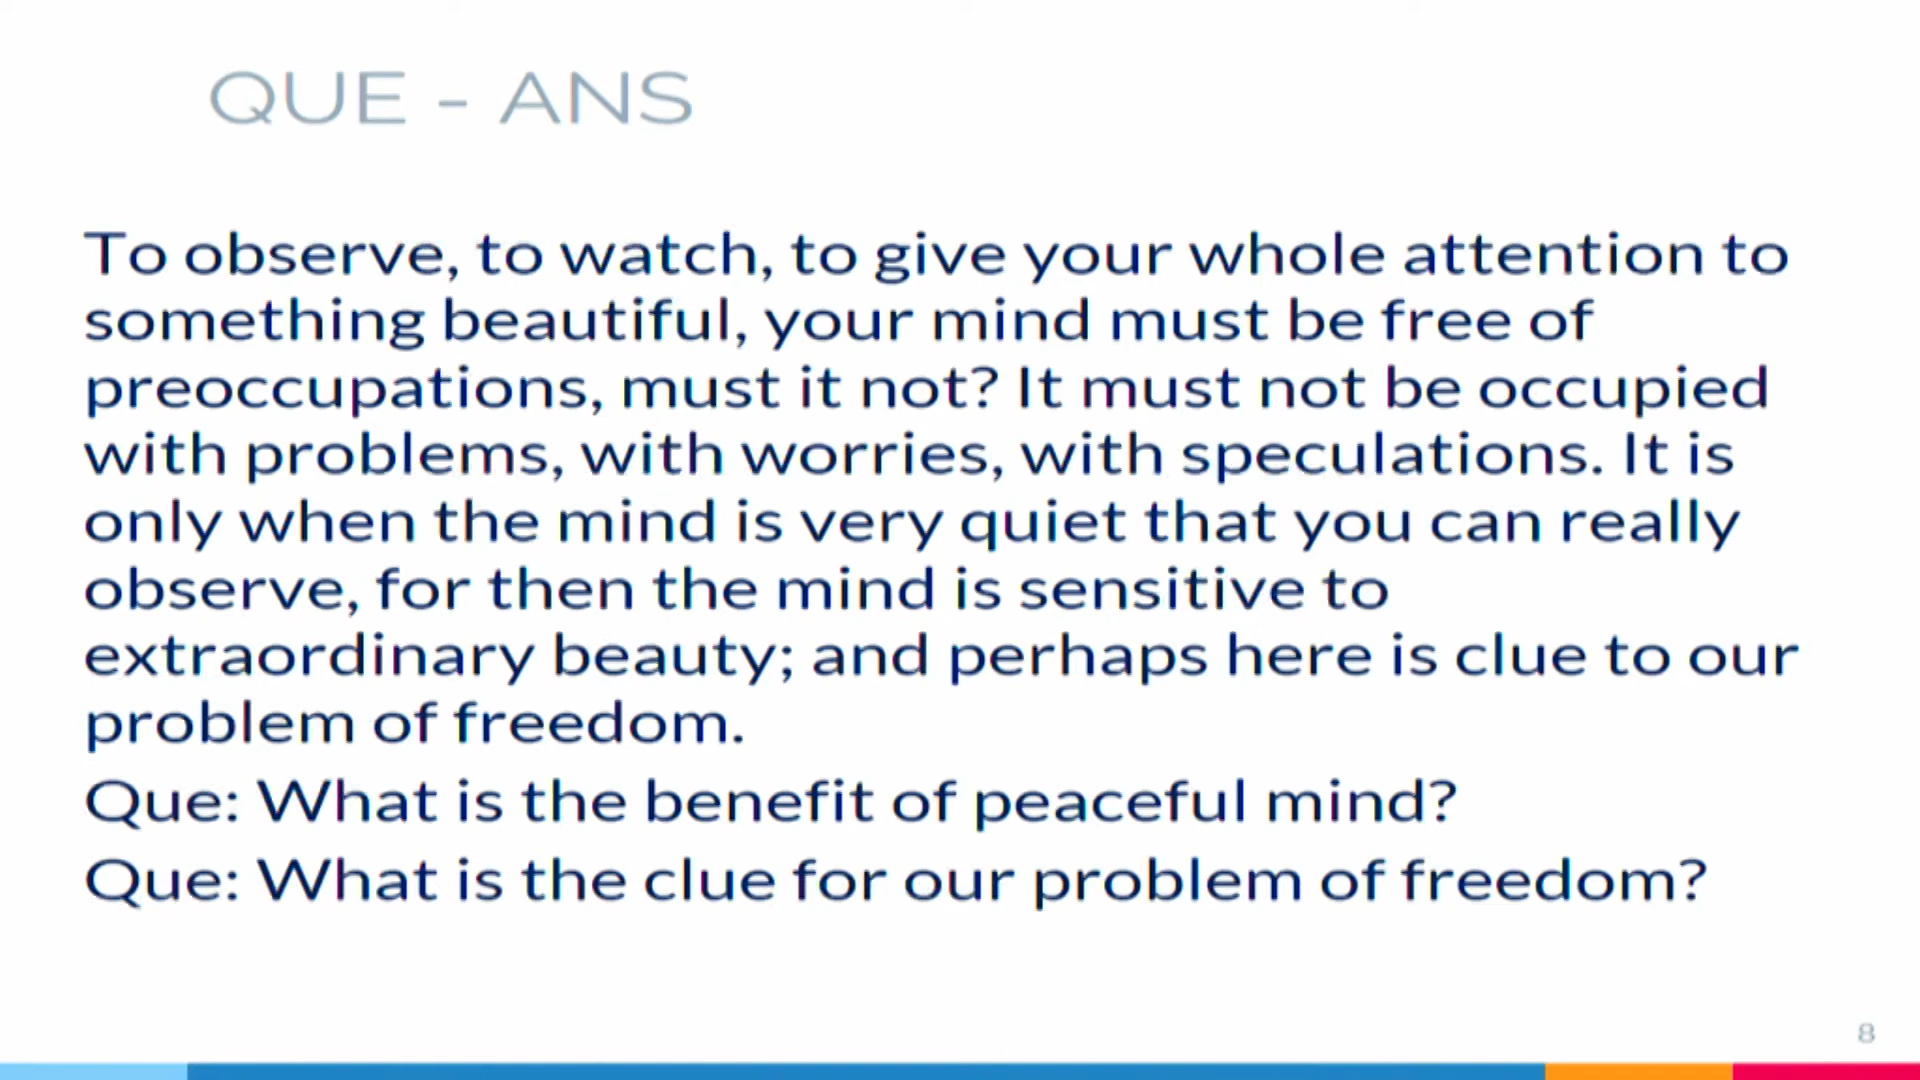 QUE - ANS
To observe, to watch, to give your whole attention to
something beautiful, your mind must be free of
preoccupations, must it not? It must not be occupied
with problems, with worries, with speculations. It is
only when the mind is very quiet that you can really
observe, for then the mind is sensitive to
extraordinary beauty; and perhaps here is clue to our
problem of freedom.
Que: What is the benefit of peaceful mind?
Que: What is the clue for our problem of freedom?
8